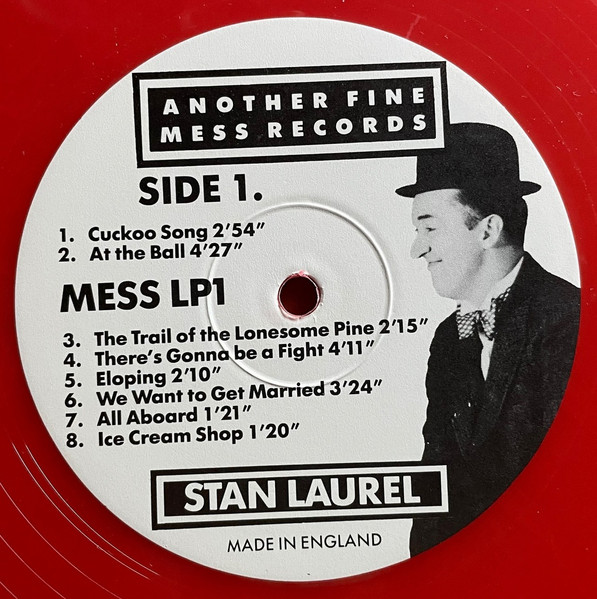 ANOTHER FINE
MESS RECORDS
SIDE 1.
1. Cuckoo Song 2'54"
2. At the Ball 4'27"
MESS LP1
3. The Trail of the Lonesome Pine 2'15"
4. There's Gonna be a Fight 4'11"
5. Eloping 2'10"
6. We Want to Get Married 3'24"
7. All Aboard 1'21"
8. Ice Cream Shop 1'20"
STAN LAUREL
MADE IN ENGLAND